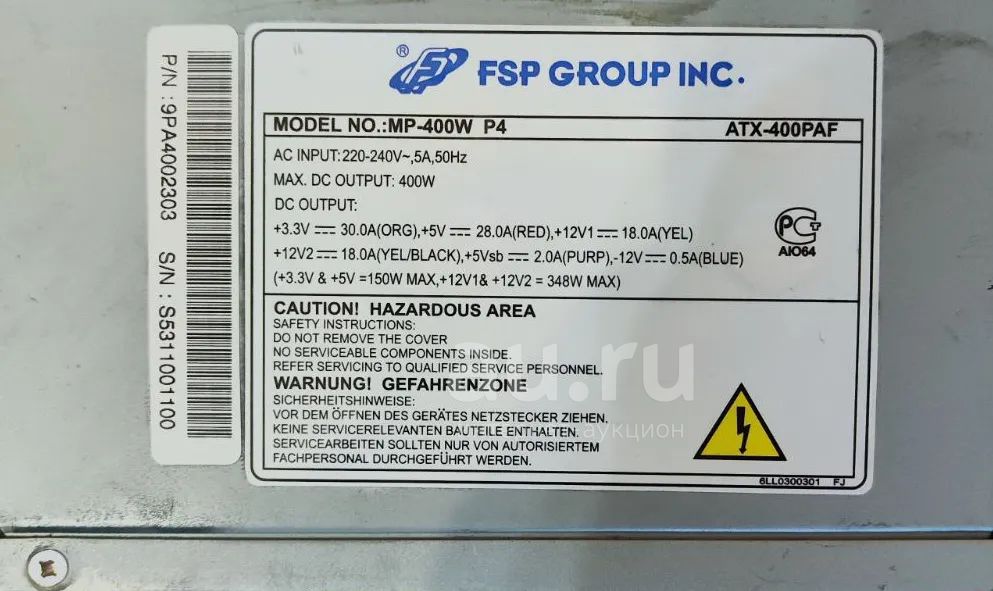 P/N :9PA4002303 S/N : S5311001100
® FSP GROUP INC.
MODEL NO.:MP-400W P4 ATX-400PAF
AC INPUT: 220-240V~,5A,50Hz
MAX. DC OUTPUT: 400W
DC OUTPUT:
+3.3V ⎓ 30.0A(ORG),+5V ⎓ 28.0A(RED),+12V1 ⎓ 18.0A(YEL)
+12V2 ⎓ 18.0A(YEL/BLACK),+5Vsb ⎓ 2.0A(PURP),-12V ⎓ 0.5A(BLUE)
(+3.3V & +5V =150W MAX,+12V1& +12V2 = 348W MAX)
РСТ
АЮ64
CAUTION! HAZARDOUS AREA
SAFETY INSTRUCTIONS:
DO NOT REMOVE THE COVER
NO SERVICEABLE COMPONENTS INSIDE.
REFER SERVICING TO QUALIFIED SERVICE PERSONNEL.
WARNUNG! GEFAHRENZONE
SICHERHEITSHINWEISE:
VOR DEM ÖFFNEN DES GERÄTES NETZSTECKER ZIEHEN.
KEINE SERVICERELEVANTEN BAUTEILE ENTHALTEN.
SERVICEARBEITEN SOLLTEN NUR VON AUTORISIERTEM
FACHPERSONAL DURCHGEFÜHRT WERDEN.
6LL0300301 FJ
au.ru
аукцион